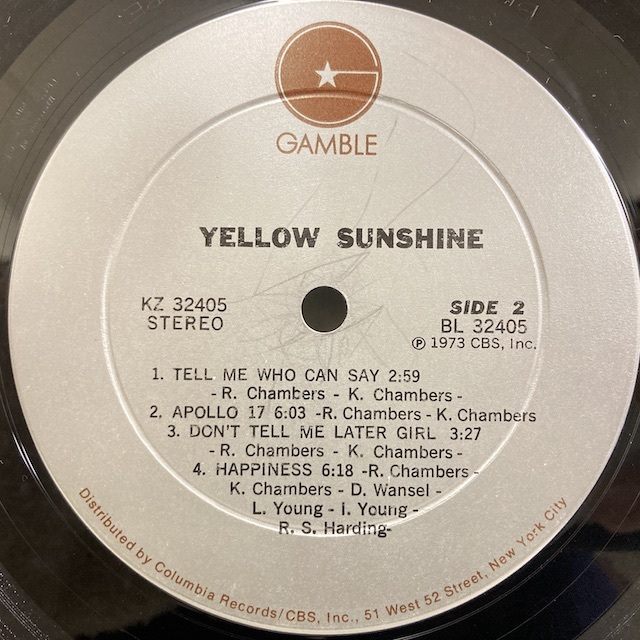 GAMBLE
YELLOW SUNSHINE
KZ 32405
STEREO
SIDE 2
BL 32405
℗ 1973 CBS, Inc.
1. TELL ME WHO CAN SAY 2:59
- R. Chambers - K. Chambers -
2. APOLLO 17 6:03 -R. Chambers - K. Chambers
3. DON'T TELL ME LATER GIRL 3:27
- R. Chambers - K. Chambers -
4. HAPPINESS 6:18 -R. Chambers -
K. Chambers - D. Wansel -
L. Young - I. Young -
R. S. Harding-
Distributed by Columbia Records/CBS, Inc., 51 West 52 Street, New York City